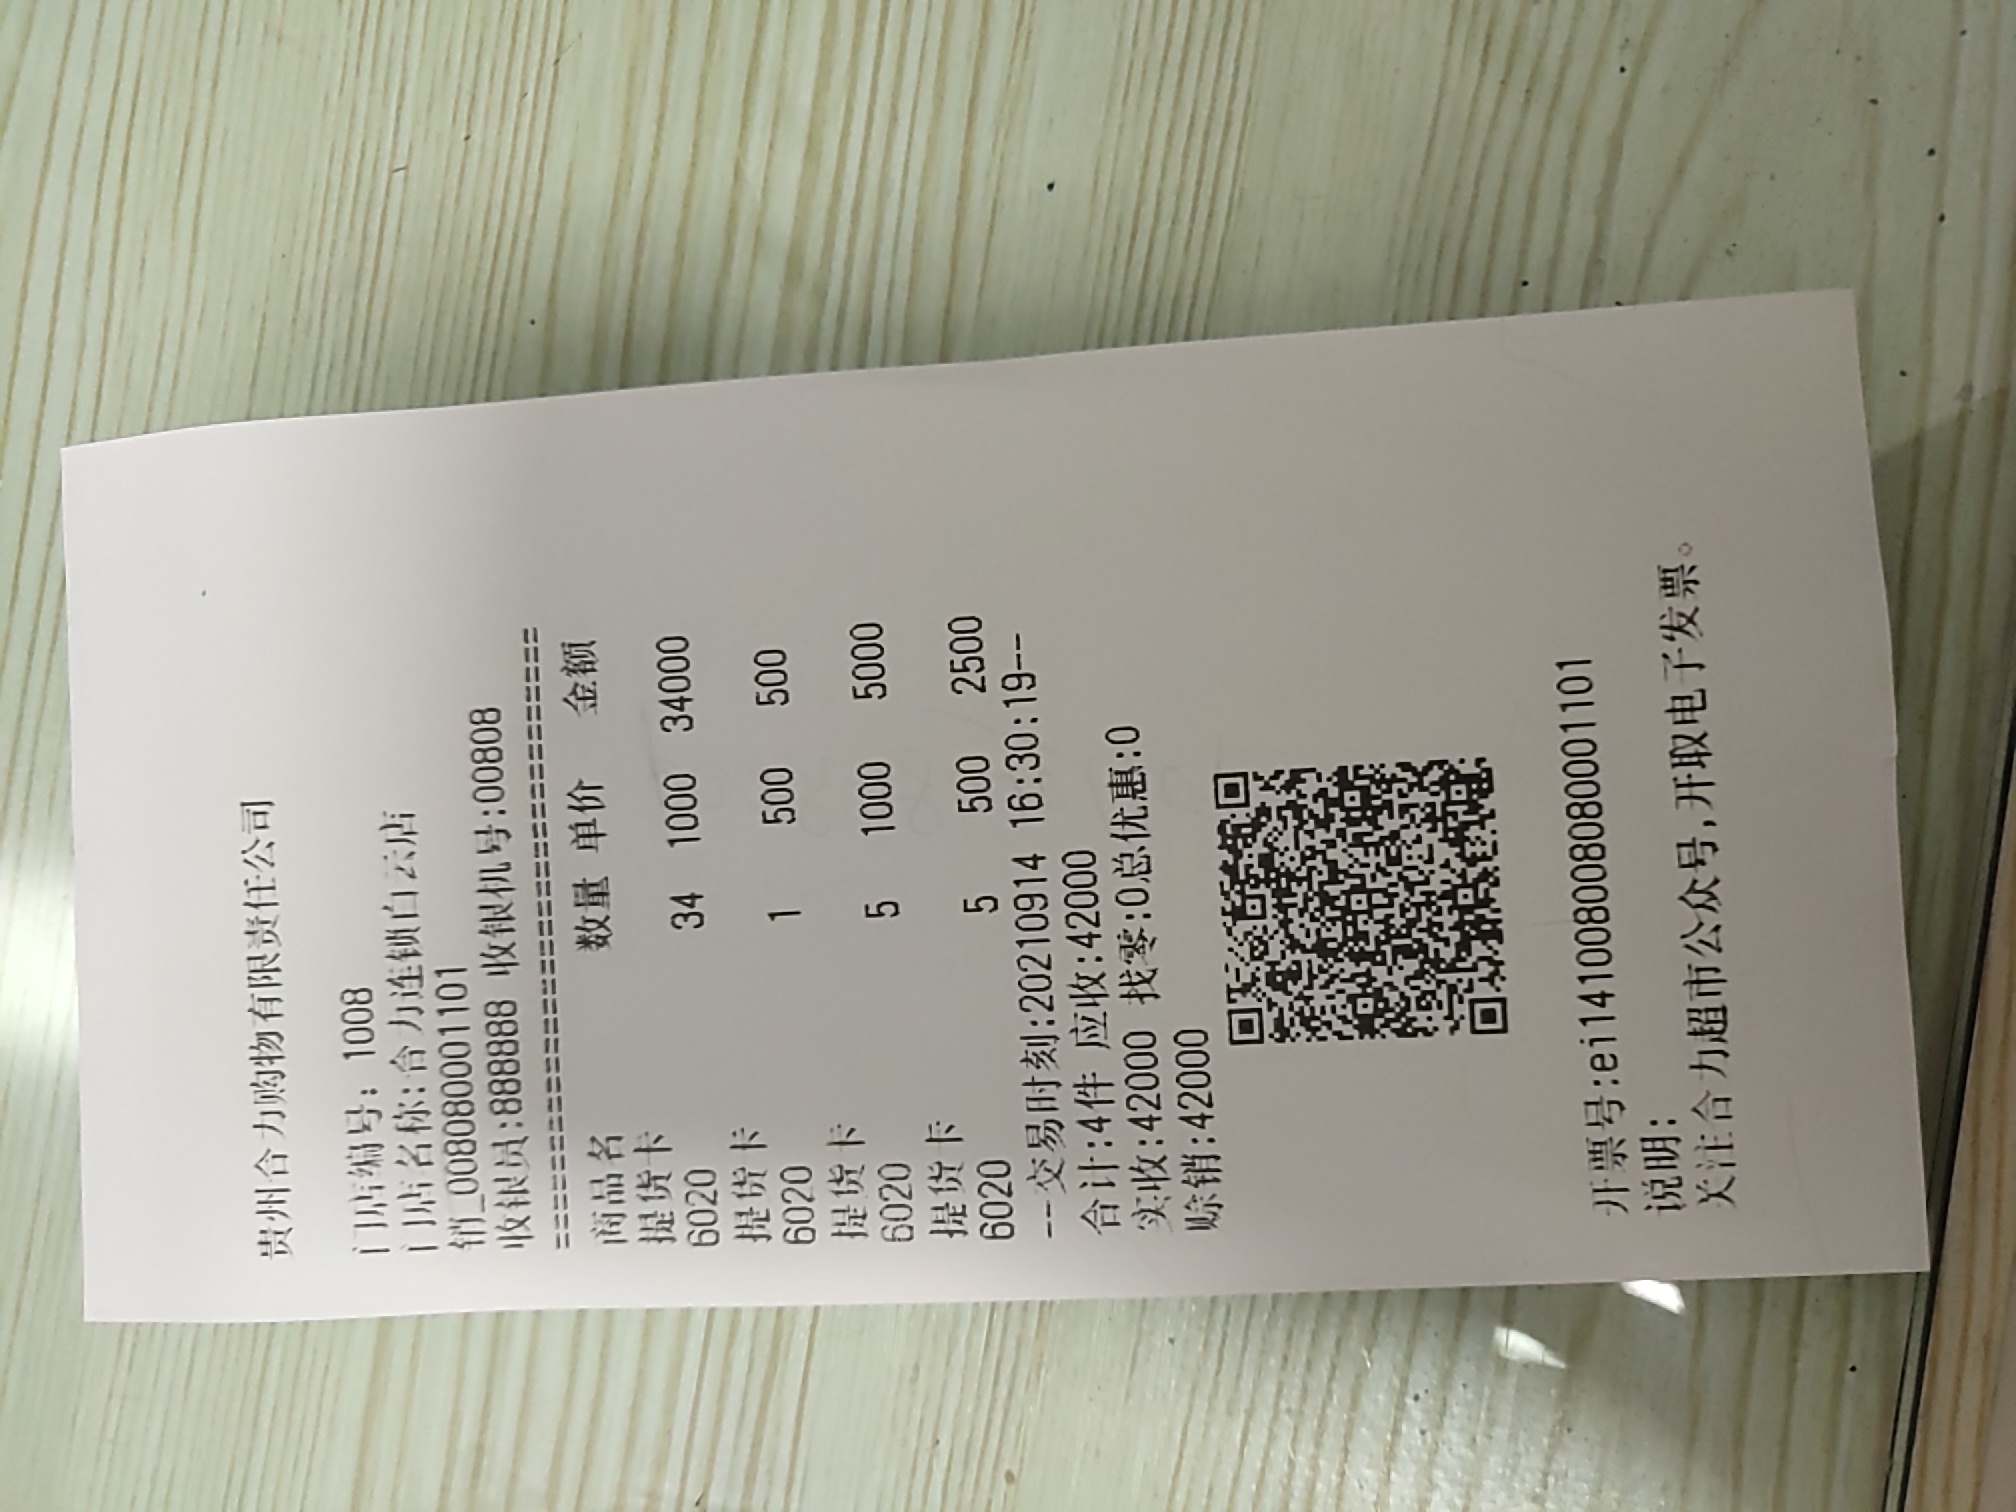 贵州合力购物有限责任公司
门店编号: 1008
门店名称:合力连锁白云店
销_008080001101
收银员:888888 收银机号:00808
======================================
商品名 数量 单价 金额
提货卡
6020 34 1000 34000
提货卡
6020 1 500 500
提货卡
6020 5 1000 5000
提货卡
6020 5 500 2500
--交易时刻:20210914 16:30:19--
合计:4件 应收:42000
实收:42000 找零:0总优惠:0
赊销:42000
开票号:ei141008008080001101
说明:
关注合力超市公众号,开取电子发票。